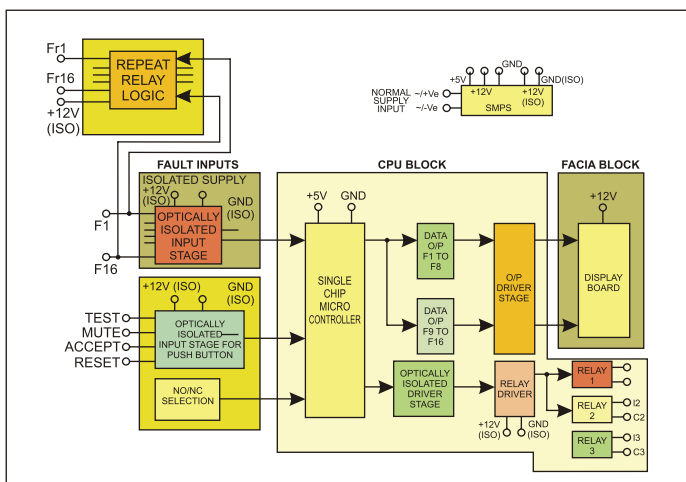 Fr1
Fr16
+12V
(ISO)
REPEAT
RELAY
LOGIC
GND
+5V
+12V
+12V
(ISO)
GND(ISO)
NORMAL
SUPPLY
INPUT
~/+Ve
~/-Ve
SMPS
FAULT INPUTS
CPU BLOCK
FACIA BLOCK
ISOLATED SUPPLY
+12V
(ISO)
GND
(ISO)
F1
F16
OPTICALLY
ISOLATED
INPUT
STAGE
+5V
GND
SINGLE
CHIP
MICRO
CONTROLLER
DATA
O/P
F1 TO
F8
DATA
O/P
F9 TO
F16
O/P
DRIVER
STAGE
+12V
DISPLAY
BOARD
+12V (ISO)
GND
(ISO)
TEST
MUTE
ACCEPT
RESET
OPTICALLY
ISOLATED
INPUT STAGE FOR
PUSH BUTTON
NO/NC
SELECTION
OPTICALLY
ISOLATED
DRIVER
STAGE
RELAY
DRIVER
+12V
(ISO)
GND
(ISO)
RELAY
1
RELAY
2
I2
C2
RELAY
3
I3
C3